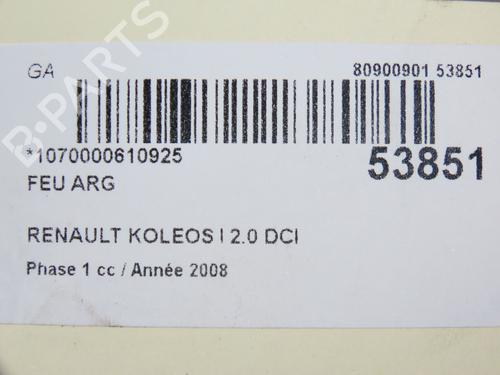 GA 80900901 53851
*1070000610925 53851
FEU ARG
RENAULT KOLEOS I 2.0 DCI
Phase 1 cc / Année 2008
B-PARTS